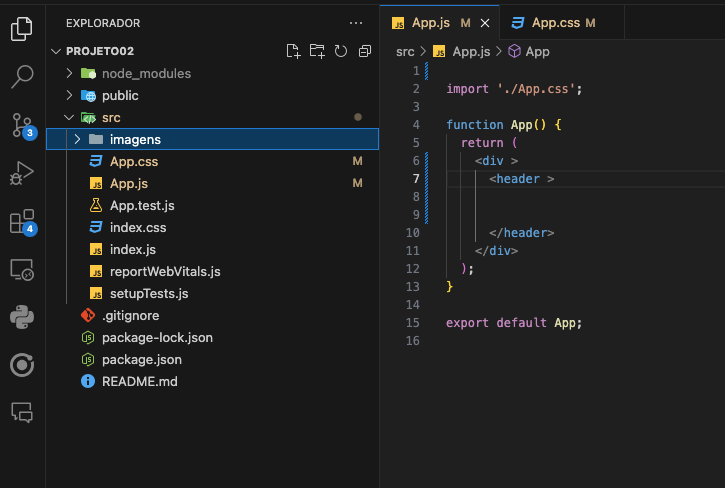 EXPLORADOR
PROJETO02
node_modules
public
src
imagens
App.css M
App.js M
App.test.js
index.css
index.js
reportWebVitals.js
setupTests.js
.gitignore
package-lock.json
package.json
README.md
3
4
App.js M
App.css M
src > App.js > App
1
2 import './App.css';
3
4 function App() {
5 return (
6 <div >
7 <header >
8
9
10 </header>
11 </div>
12 );
13 }
14
15 export default App;
16